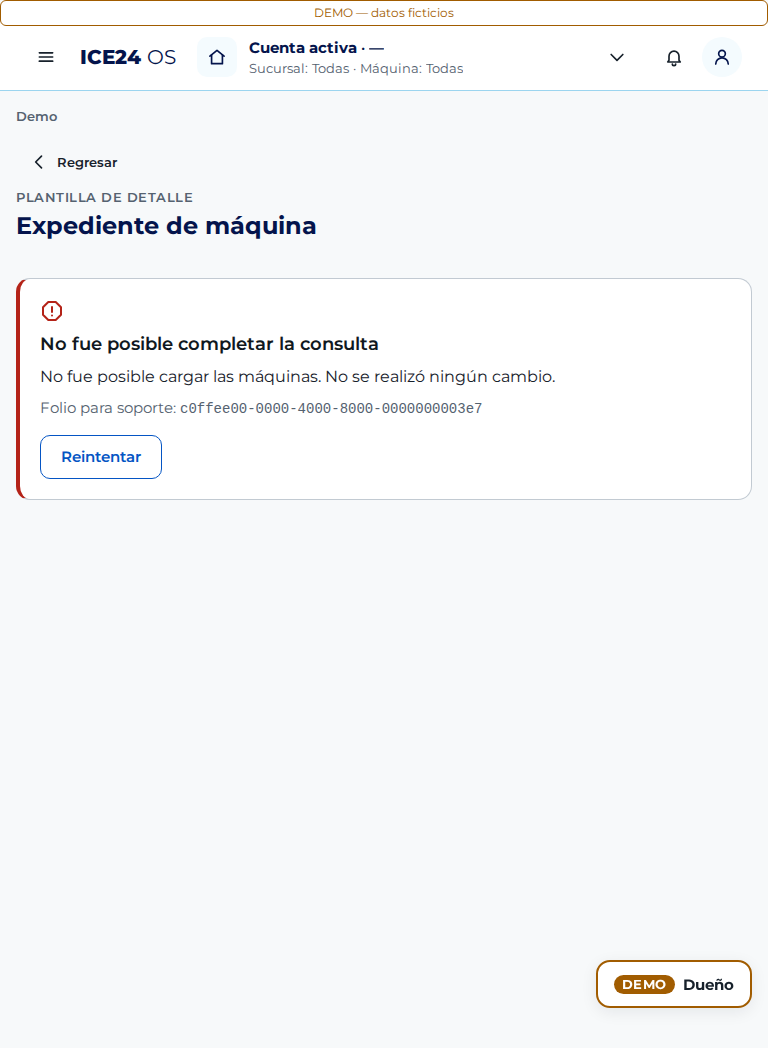 DEMO — datos ficticios
ICE24 OS
Cuenta activa · —
Sucursal: Todas · Máquina: Todas
Demo
Regresar
PLANTILLA DE DETALLE
Expediente de máquina
No fue posible completar la consulta
No fue posible cargar las máquinas. No se realizó ningún cambio.
Folio para soporte: c0ffee00-0000-4000-8000-0000000003e7
Reintentar
DEMO Dueño